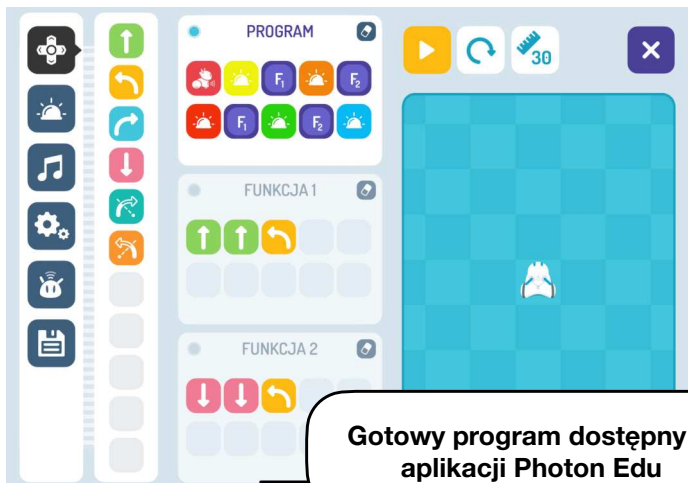 PROGRAM
30
F1 F2
F1 F2
FUNKCJA 1
FUNKCJA 2
Gotowy program dostępny
aplikacji Photon Edu